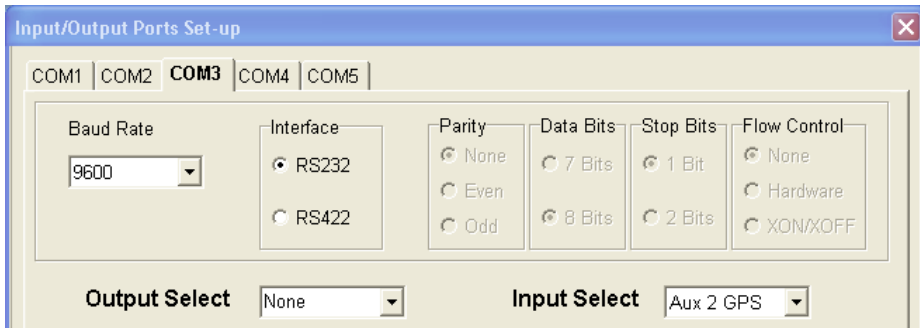 Input/Output Ports Set-up
COM1 COM2 COM3 COM4 COM5
Baud Rate Interface Parity Data Bits Stop Bits Flow Control
9600 RS232 None 7 Bits 1 Bit None
Even Hardware
RS422 Odd 8 Bits 2 Bits XON/XOFF
Output Select None Input Select Aux 2 GPS